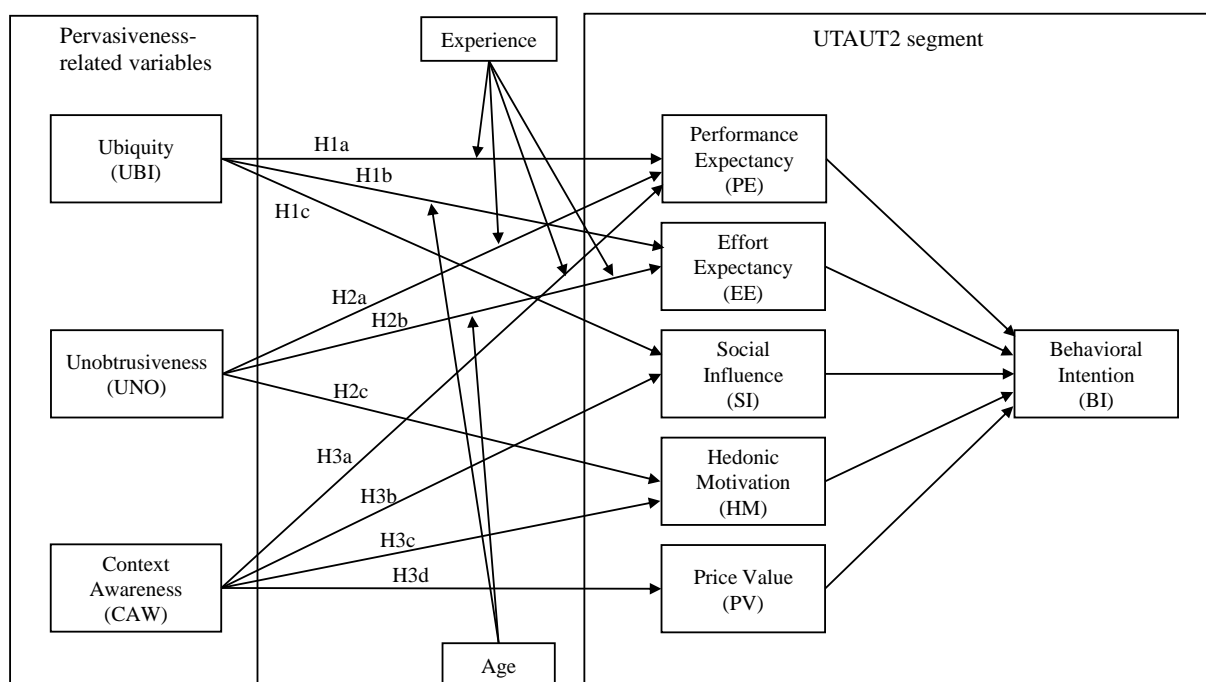 Pervasiveness-
related variables
Experience
UTAUT2 segment
Ubiquity
(UBI)
H1a
H1b
H1c
Performance
Expectancy
(PE)
Effort
Expectancy
(EE)
Unobtrusiveness
(UNO)
H2a
H2b
H2c
Social
Influence
(SI)
Behavioral
Intention
(BI)
Hedonic
Motivation
(HM)
Context
Awareness
(CAW)
H3a
H3b
H3c
H3d
Price Value
(PV)
Age